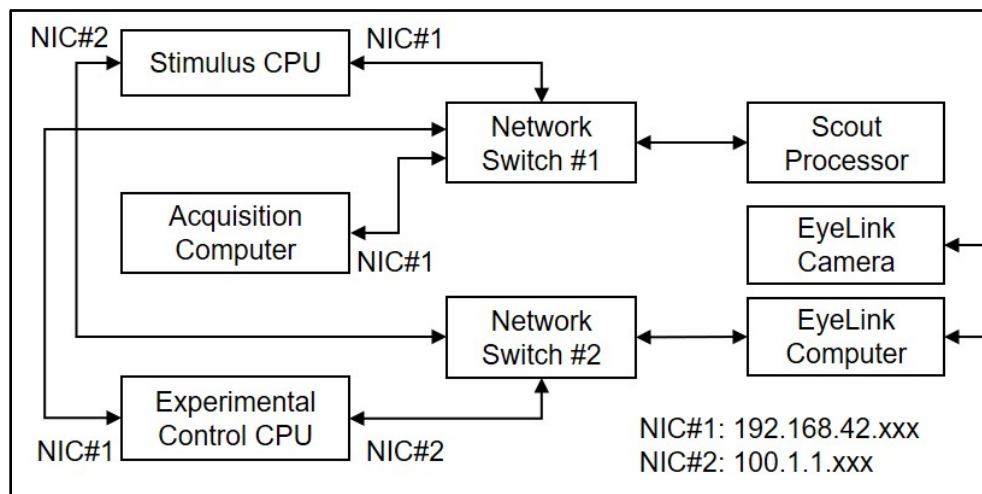 NIC#2
Stimulus CPU
NIC#1
Network
Switch #1
Scout
Processor
Acquisition
Computer
NIC#1
EyeLink
Camera
Network
Switch #2
EyeLink
Computer
Experimental
Control CPU
NIC#1
NIC#2
NIC#1: 192.168.42.xxx
NIC#2: 100.1.1.xxx